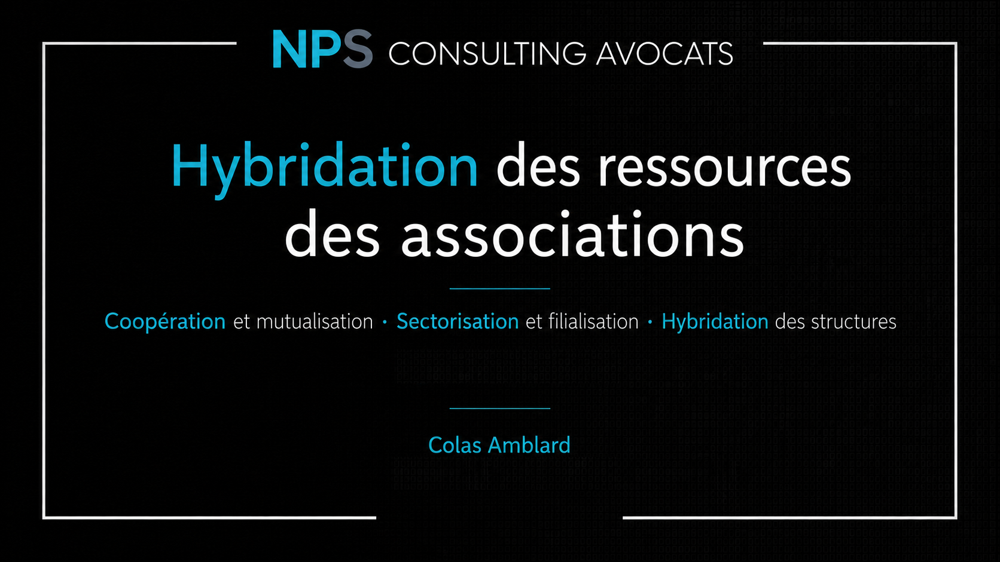 NPS CONSULTING AVOCATS
Hybridation des ressources
des associations
Coopération et mutualisation • Sectorisation et filialisation • Hybridation des structures
Colas Amblard